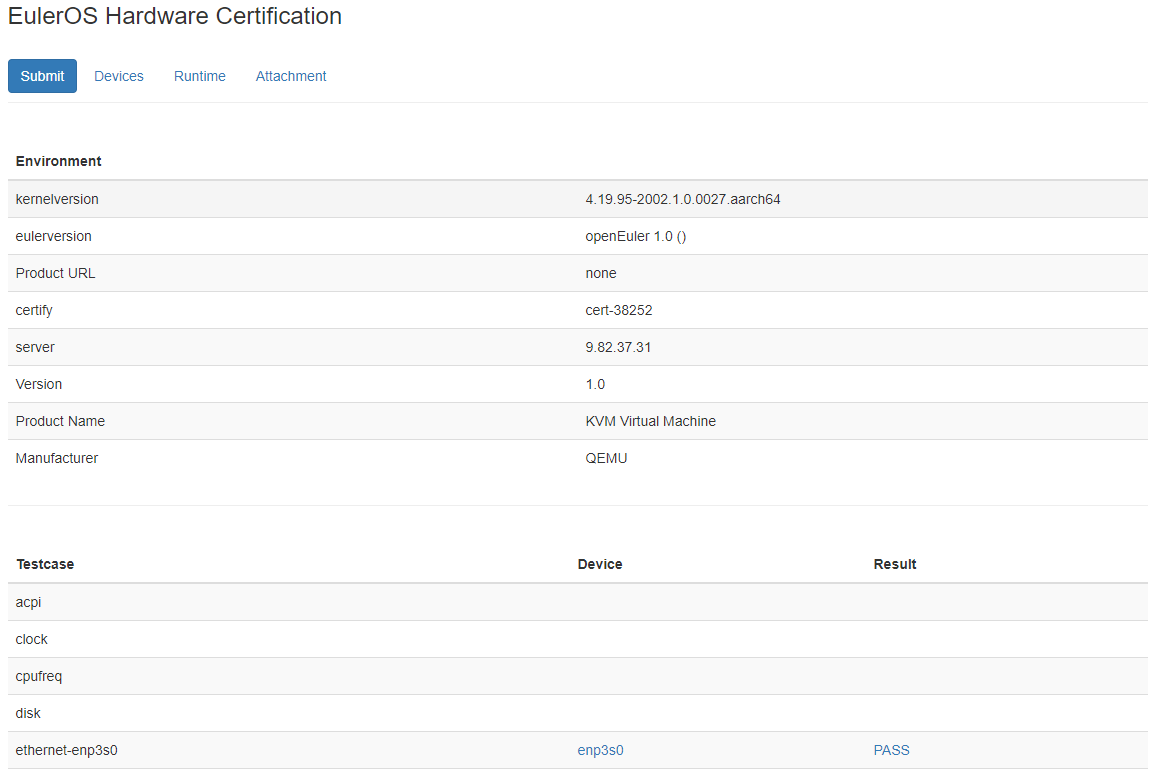 EulerOS Hardware Certification
Submit Devices Runtime Attachment
Environment
kernelversion 4.19.95-2002.1.0.0027.aarch64
eulerversion openEuler 1.0 ()
Product URL none
certify cert-38252
server 9.82.37.31
Version 1.0
Product Name KVM Virtual Machine
Manufacturer QEMU
Testcase Device Result
acpi
clock
cpufreq
disk
ethernet-enp3s0 enp3s0 PASS